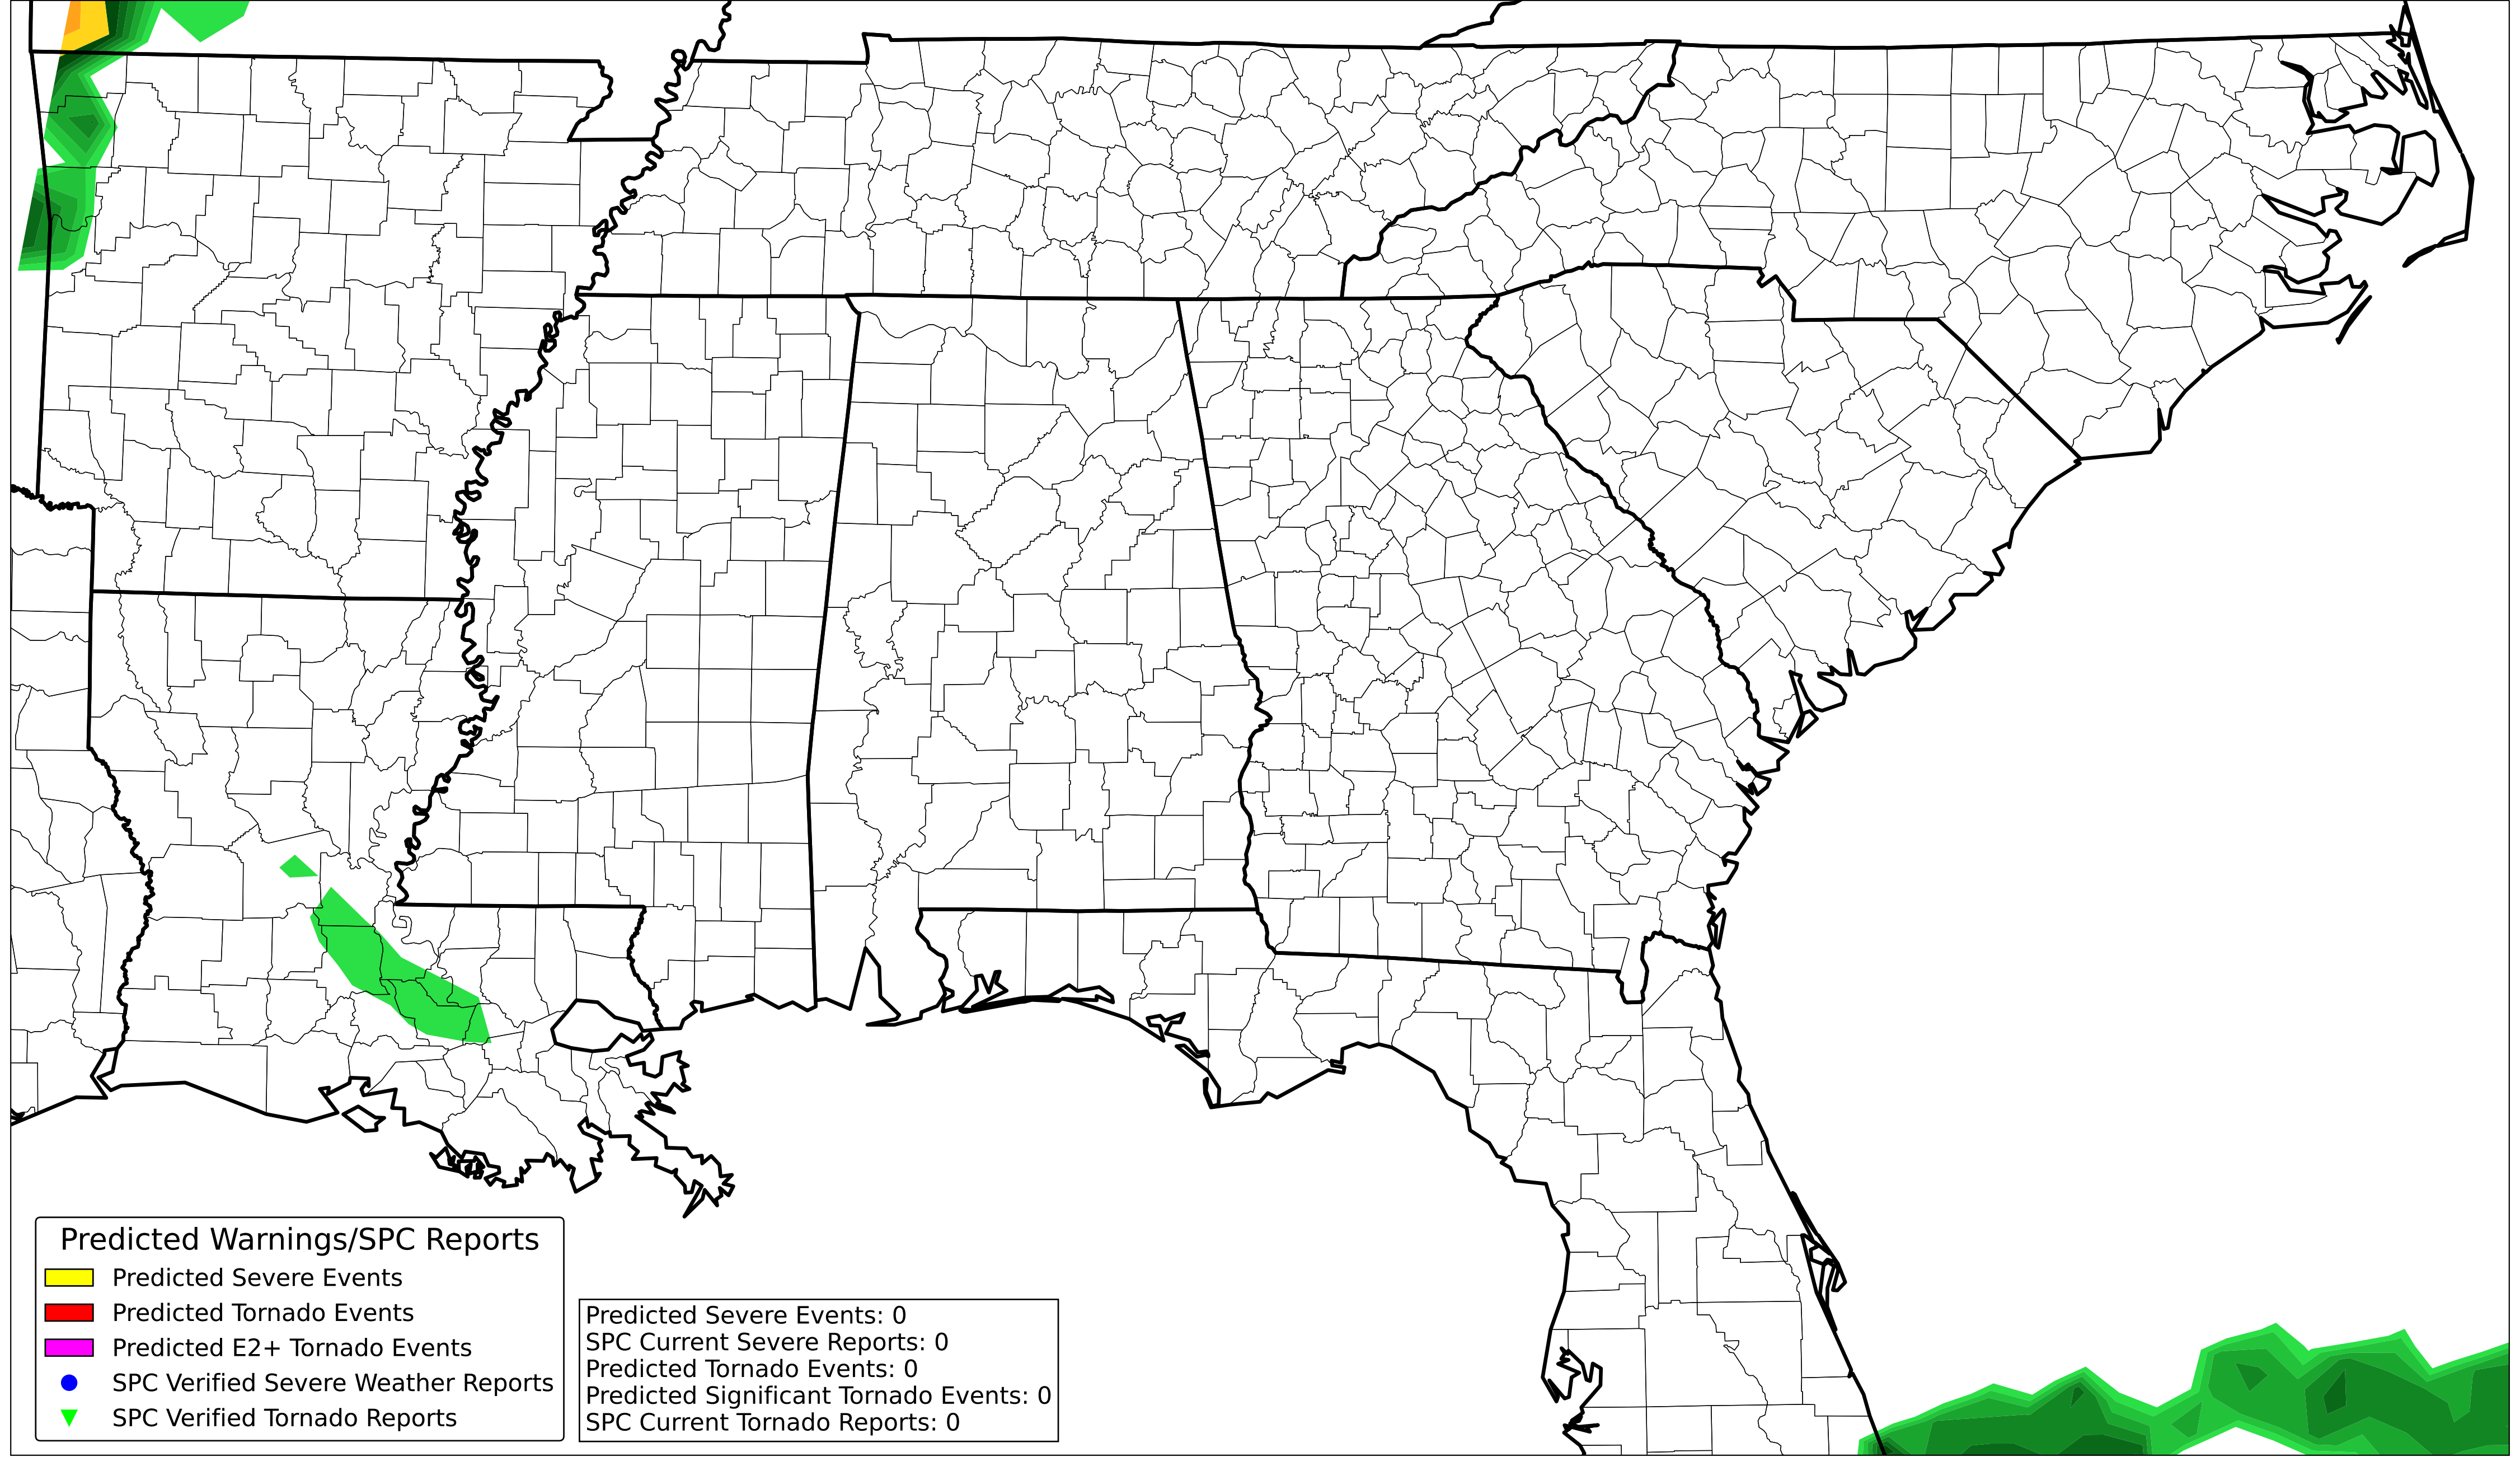 Predicted Warnings/SPC Reports
Predicted Severe Events
Predicted Tornado Events
Predicted E2+ Tornado Events
SPC Verified Severe Weather Reports
SPC Verified Tornado Reports
Predicted Severe Events: 0
SPC Current Severe Reports: 0
Predicted Tornado Events: 0
Predicted Significant Tornado Events: 0
SPC Current Tornado Reports: 0